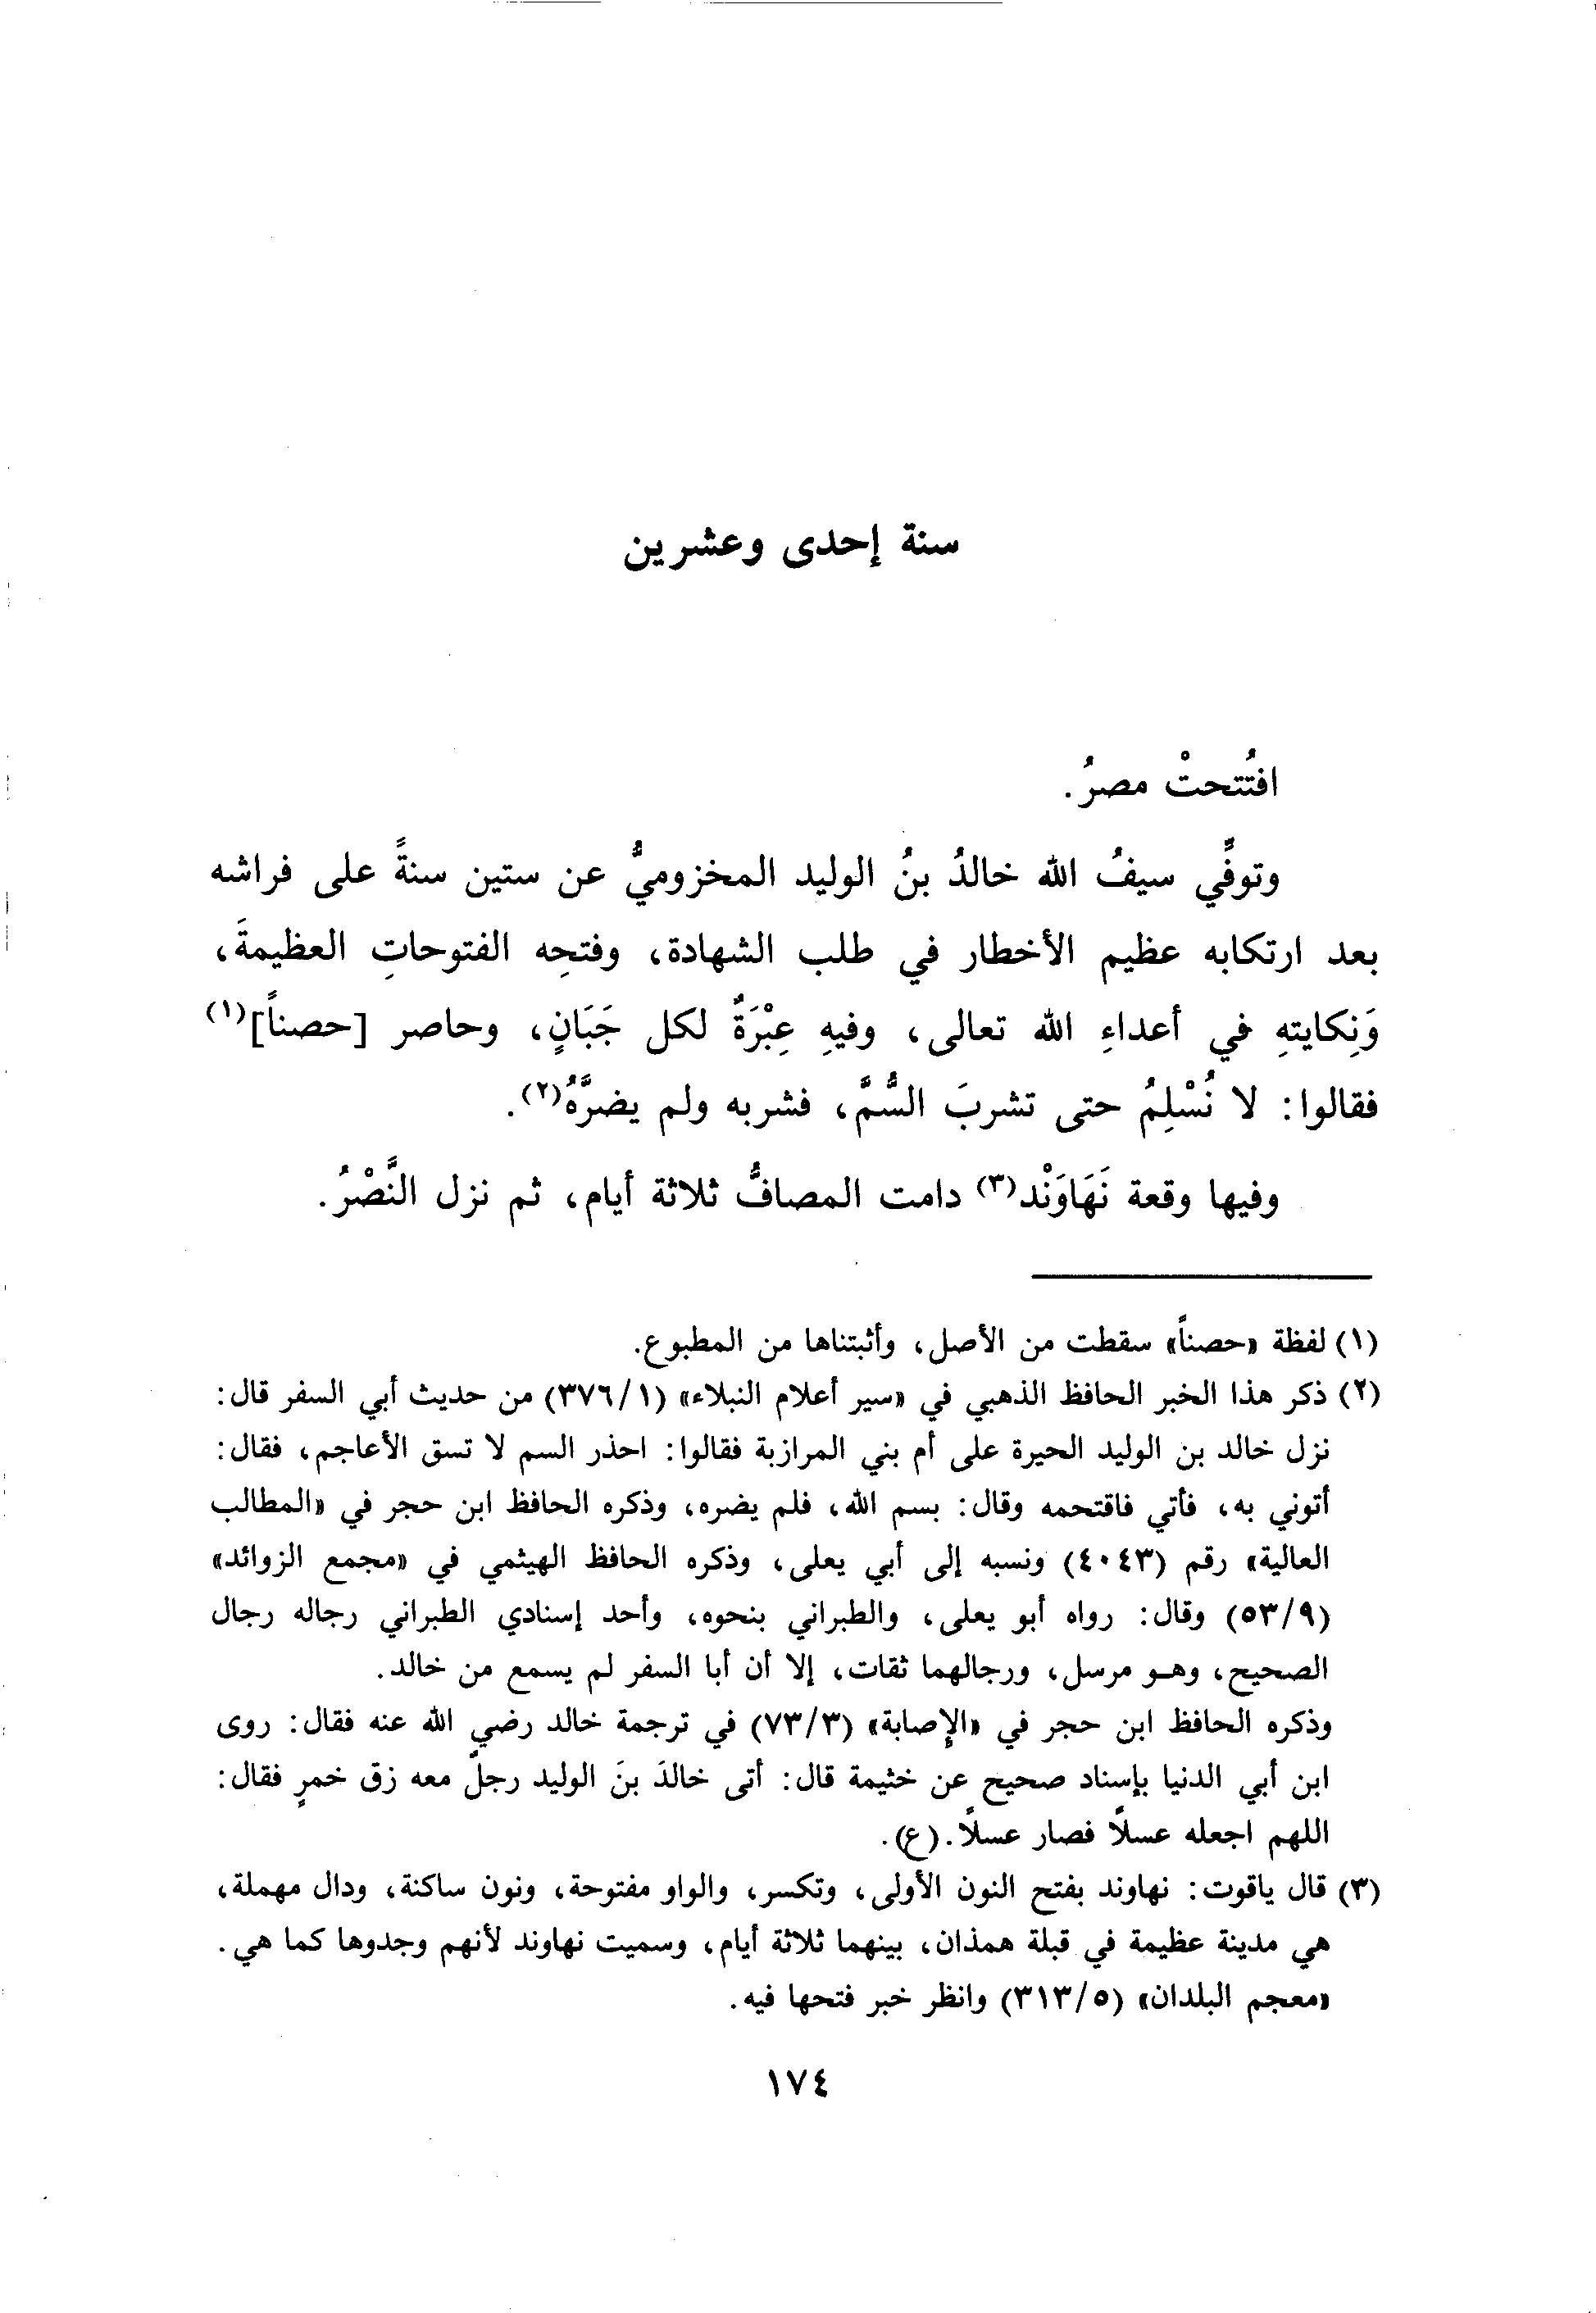 سنة إحدى وعشرين
افتُتحتْ مصرُ.
وتوفِّي سيفُ الله خالدُ بنُ الوليد المخزوميُّ عن ستين سنةً على فراشه
بعد ارتكابه عظيم الأخطار في طلب الشهادة، وفتحِه الفتوحاتِ العظيمةَ،
وَنِكايتهِ في أعداءِ الله تعالى، وفيهِ عِبْرَةٌ لكل جَبَانٍ، وحاصر [حصناً](١)
فقالوا: لا نُسْلِمُ حتى تشربَ السُّمَّ، فشربه ولم يضرَّهُ(٢).
وفيها وقعة نَهَاوَنْد(٣) دامت المصافُّ ثلاثة أيام، ثم نزل النَّصْرُ.
(١) لفظة «حصناً» سقطت من الأصل، وأثبتناها من المطبوع.
(٢) ذكر هذا الخبر الحافظ الذهبي في «سير أعلام النبلاء» (١/ ٣٧٦) من حديث أبي السفر قال:
نزل خالد بن الوليد الحيرة على أم بني المرازبة فقالوا: احذر السم لا تسق الأعاجم، فقال:
أتوني به، فأتي فاقتحمه وقال: بسم الله، فلم يضره، وذكره الحافظ ابن حجر في «المطالب
العالية» رقم (٤٠٤٣) ونسبه إلى أبي يعلى، وذكره الحافظ الهيثمي في «مجمع الزوائد»
(٥٣/٩) وقال: رواه أبو يعلى، والطبراني بنحوه، وأحد إسنادي الطبراني رجاله رجال
الصحيح، وهو مرسل، ورجالهما ثقات، إلا أن أبا السفر لم يسمع من خالد.
وذكره الحافظ ابن حجر في «الإصابة» (٧٣/٣) في ترجمة خالد رضي الله عنه فقال: روى
ابن أبي الدنيا بإسناد صحيح عن خثيمة قال: أتى خالدَ بنَ الوليد رجلٌ معه زق خمرٍ فقال:
اللهم اجعله عسلاً فصار عسلاً. (ع).
(٣) قال ياقوت: نهاوند بفتح النون الأولى، وتكسر، والواو مفتوحة، ونون ساكنة، ودال مهملة،
هي مدينة عظيمة في قبلة همذان، بينهما ثلاثة أيام، وسميت نهاوند لأنهم وجدوها كما هي.
«معجم البلدان» (٣١٣/٥) وانظر خبر فتحها فيه.
١٧٤